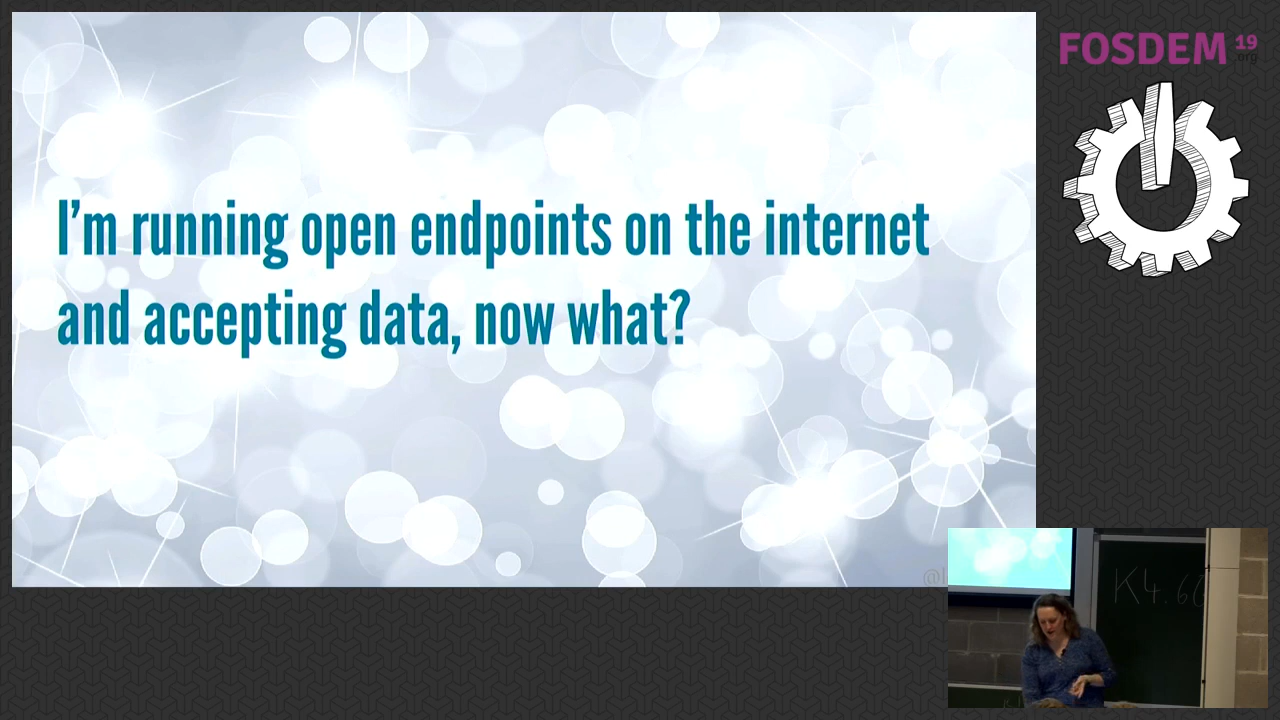 I’m running open endpoints on the internet
and accepting data, now what?
FOSDEM 19
.org